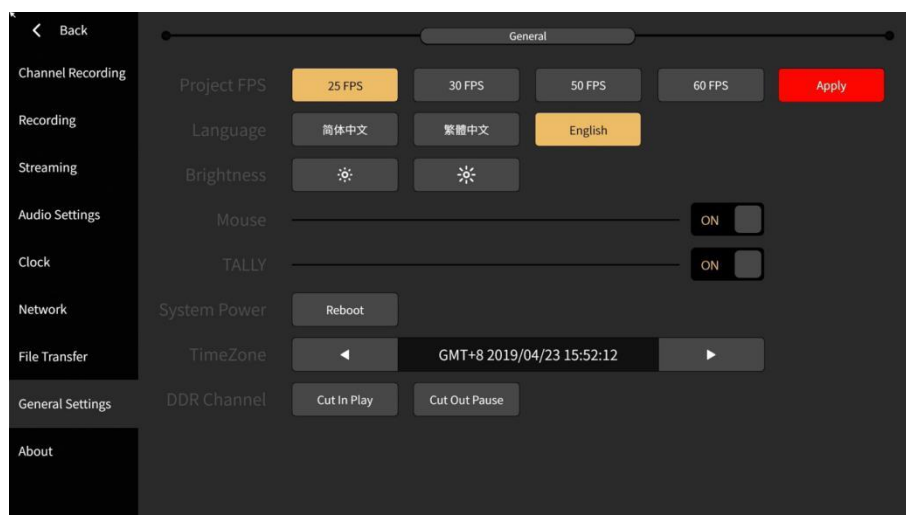 Back
General
Channel Recording
Recording
Streaming
Audio Settings
Clock
Network
File Transfer
General Settings
About
Project FPS 25 FPS 30 FPS 50 FPS 60 FPS Apply
Language 简体中文 繁體中文 English
Brightness
Mouse ON
TALLY ON
System Power Reboot
TimeZone GMT+8 2019/04/23 15:52:12
DDR Channel Cut In Play Cut Out Pause